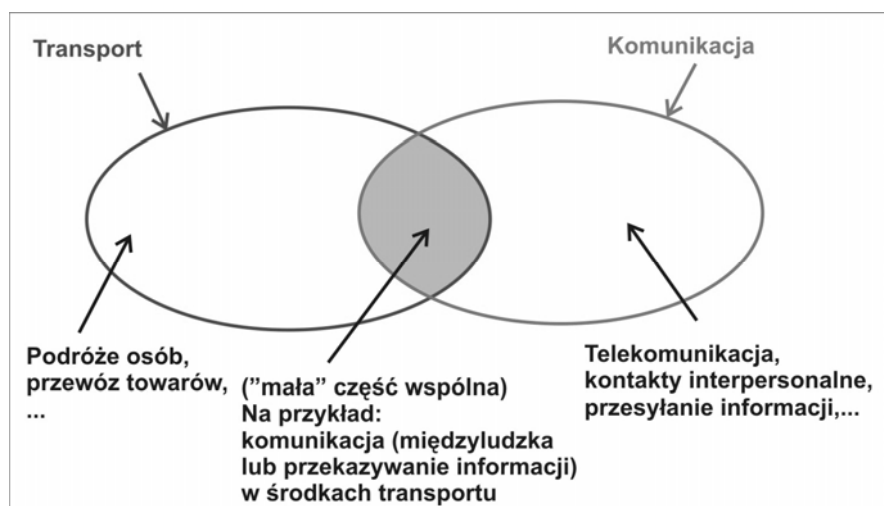 Transport
Komunikacja
Podróże osób,
przewóz towarów,
...
("mała” część wspólna)
Na przykład:
komunikacja (międzyludzka
lub przekazywanie informacji)
w środkach transportu
Telekomunikacja,
kontakty interpersonalne,
przesyłanie informacji,...